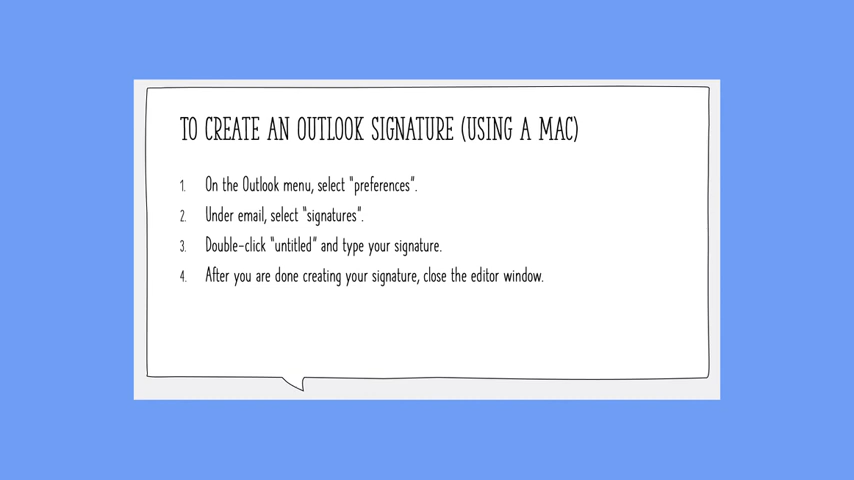 TO CREATE AN OUTLOOK SIGNATURE (USING A MAC)
1. On the Outlook menu, select "preferences".
2. Under email, select "signatures".
3. Double-click "untitled" and type your signature.
4. After you are done creating your signature, close the editor window.